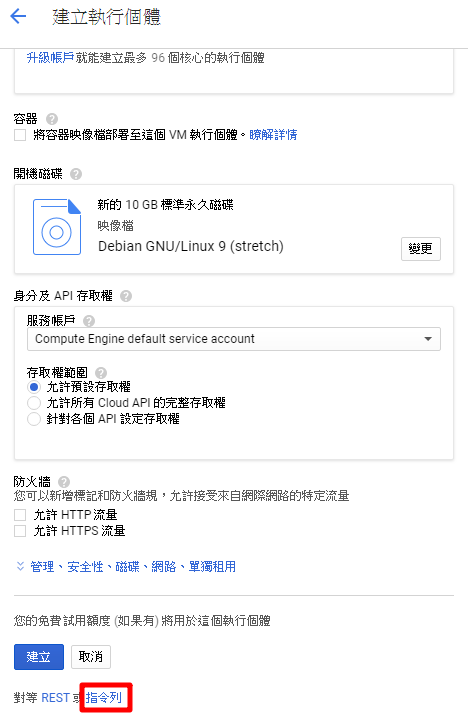 建立執行個體
升級帳戶就能建立最多 96 個核心的執行個體
容器
將容器映像檔部署至這個 VM 執行個體。瞭解詳情
開機磁碟
新的 10 GB 標準永久磁碟
映像檔
Debian GNU/Linux 9 (stretch)
變更
身分及 API 存取權
服務帳戶
Compute Engine default service account
存取權範圍
允許預設存取權
允許所有 Cloud API 的完整存取權
針對各個 API 設定存取權
防火牆
您可以新增標記和防火牆規，允許接受來自網際網路的特定流量
允許 HTTP 流量
允許 HTTPS 流量
管理、安全性、磁碟、網路、單獨租用
您的免費試用額度 (如果有) 將用於這個執行個體
建立 取消
對等 REST 或指令列